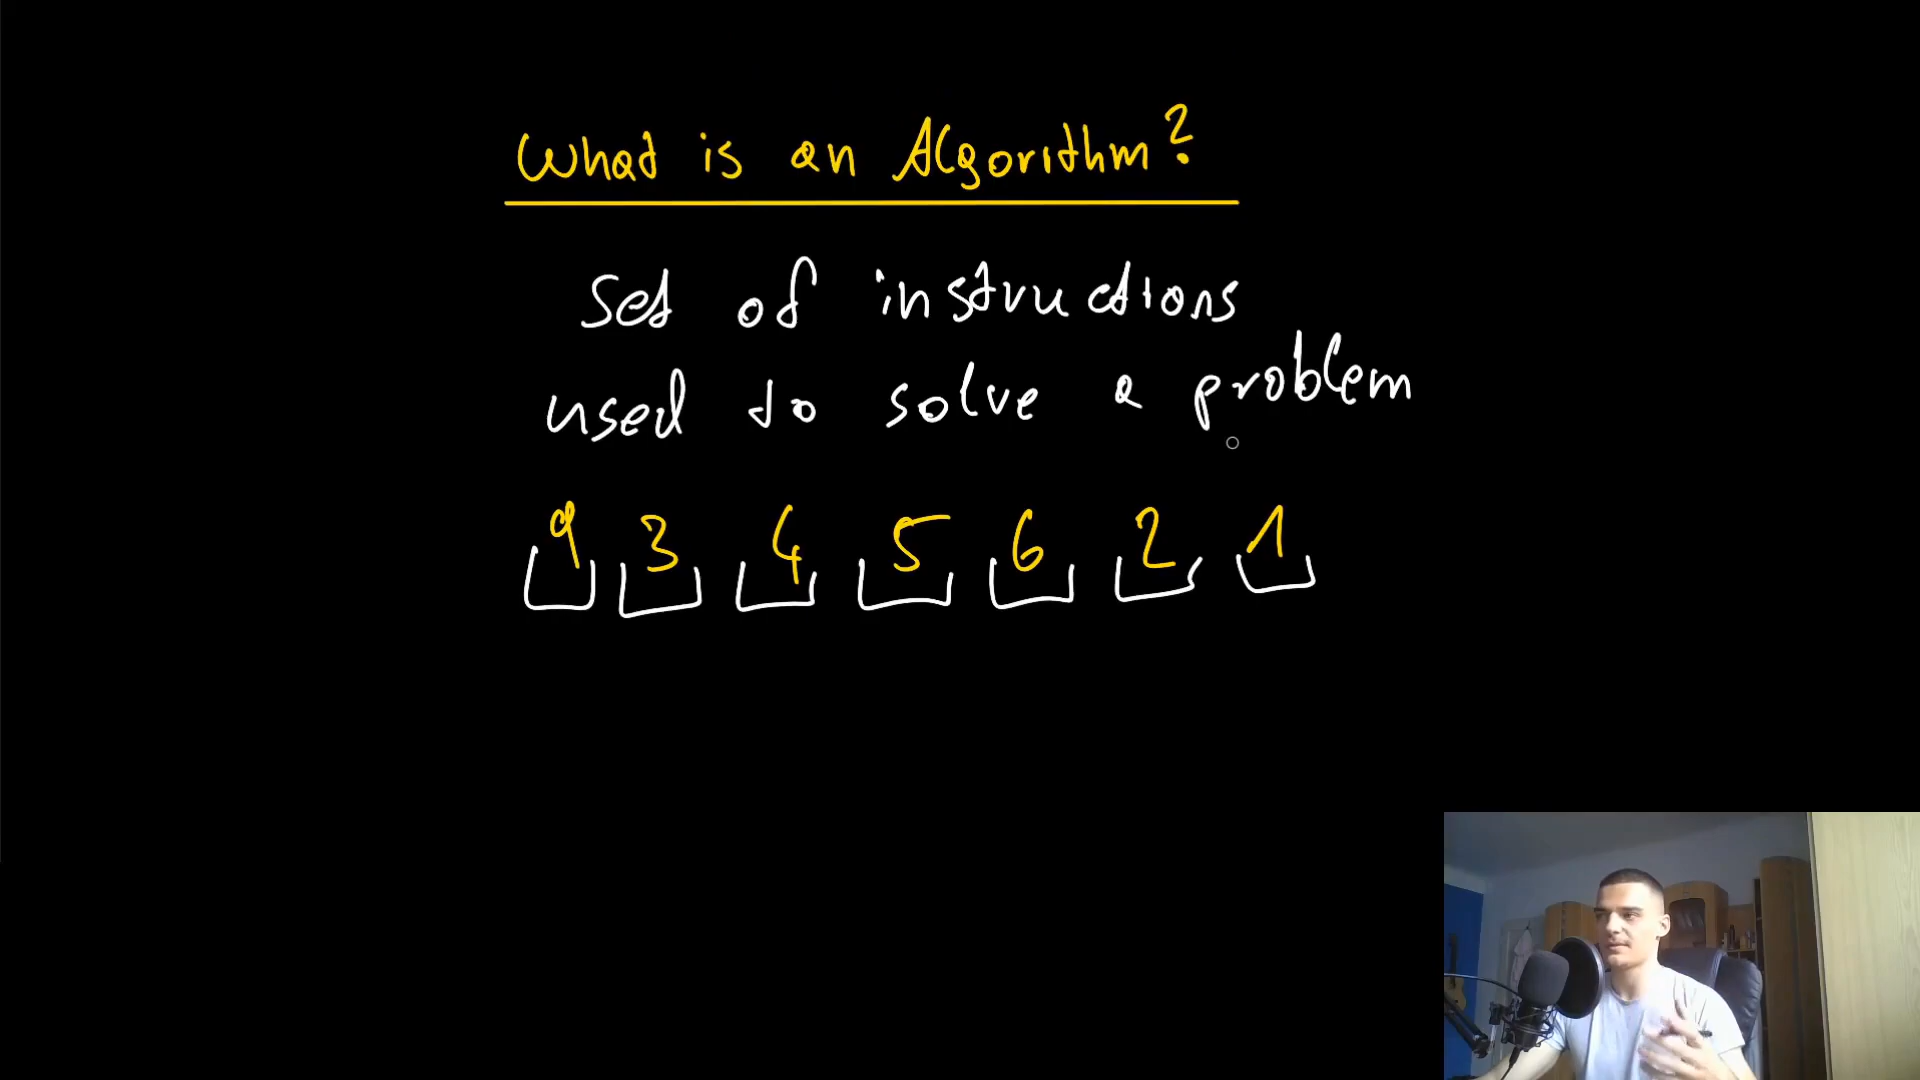 What is an Algorithm?
Set of instructions
used to solve a problem
9 3 4 5 6 2 1